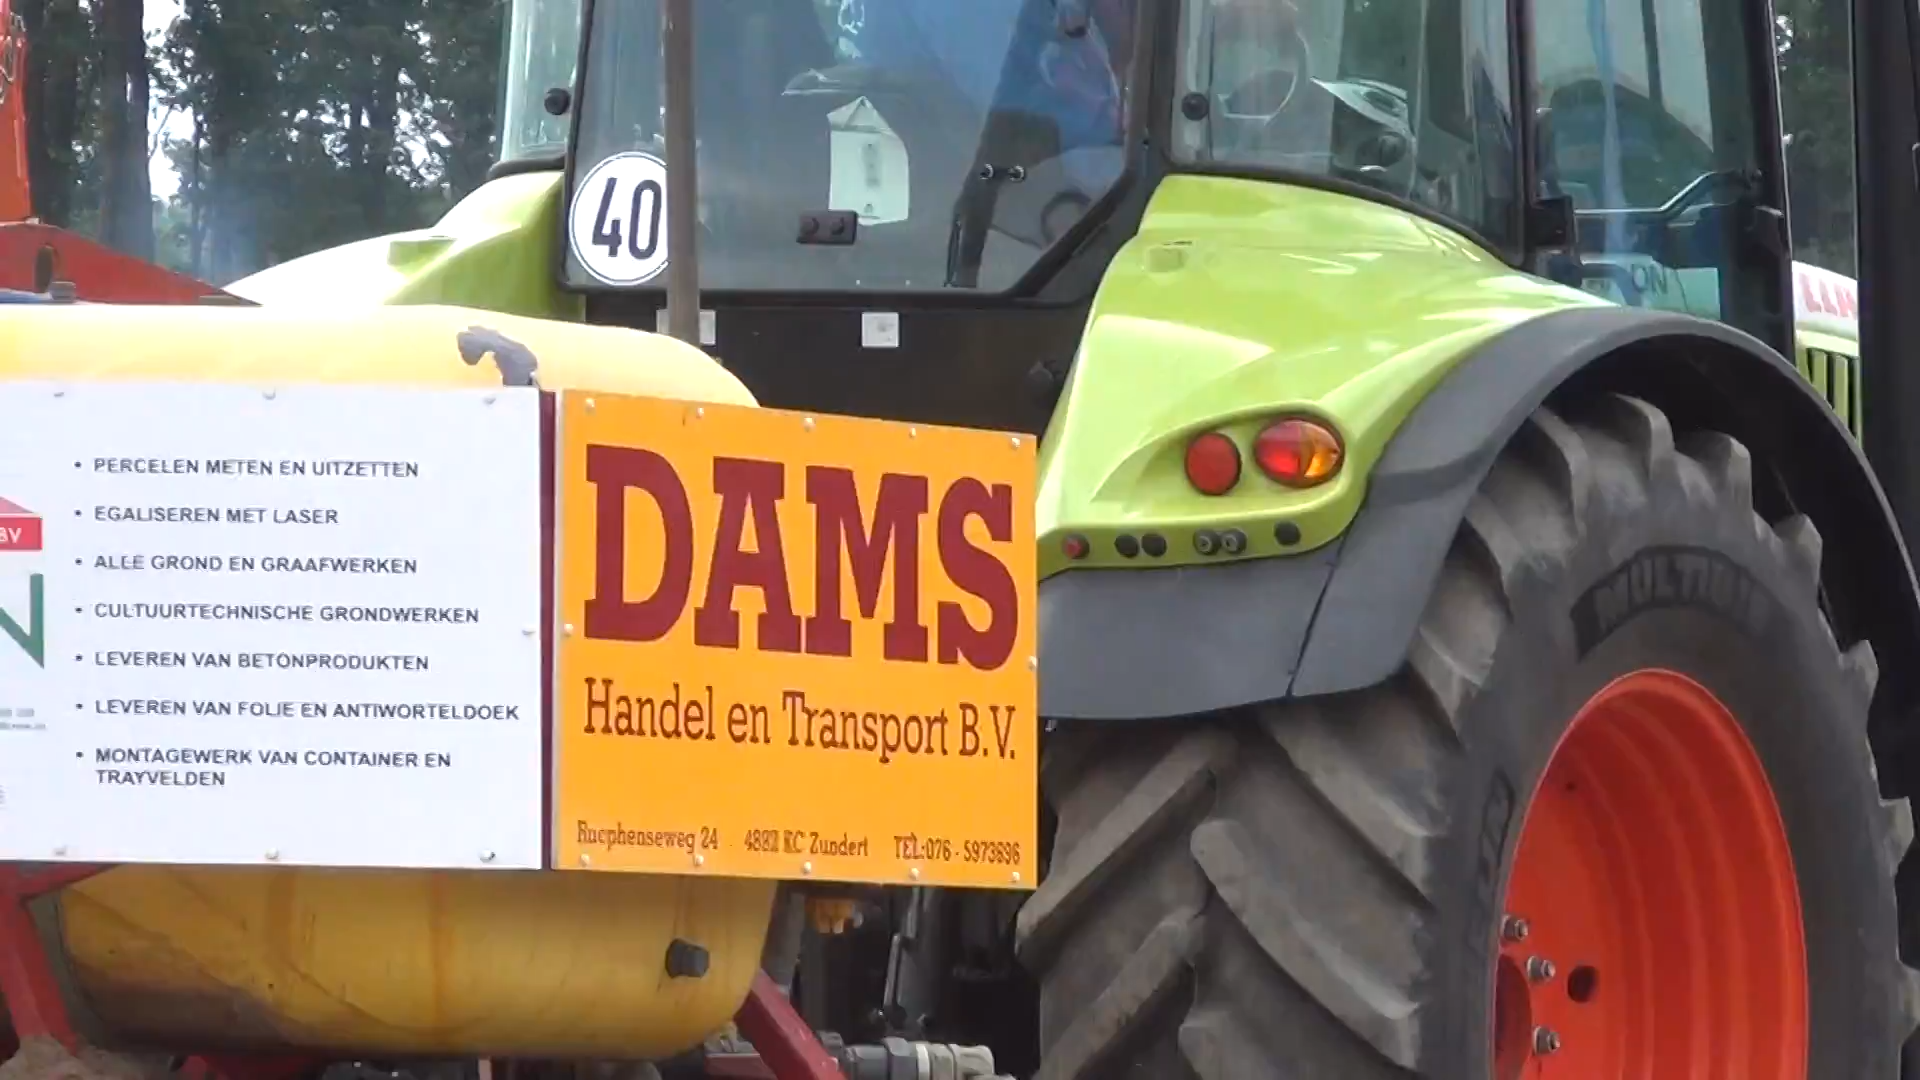 40
• PERCELEN METEN EN UITZETTEN
• EGALISEREN MET LASER
• ALLE GROND EN GRAAFWERKEN
• CULTUURTECHNISCHE GRONDWERKEN
• LEVEREN VAN BETONPRODUKTEN
• LEVEREN VAN FOLIE EN ANTIWORTELDOEK
• MONTAGEWERK VAN CONTAINER EN
TRAYVELDEN
BV
N
DAMS
Handel en Transport B.V.
Rucphenseweg 24 - 4882 KC Zundert TEL:076 - 5973696
MULTIBIB